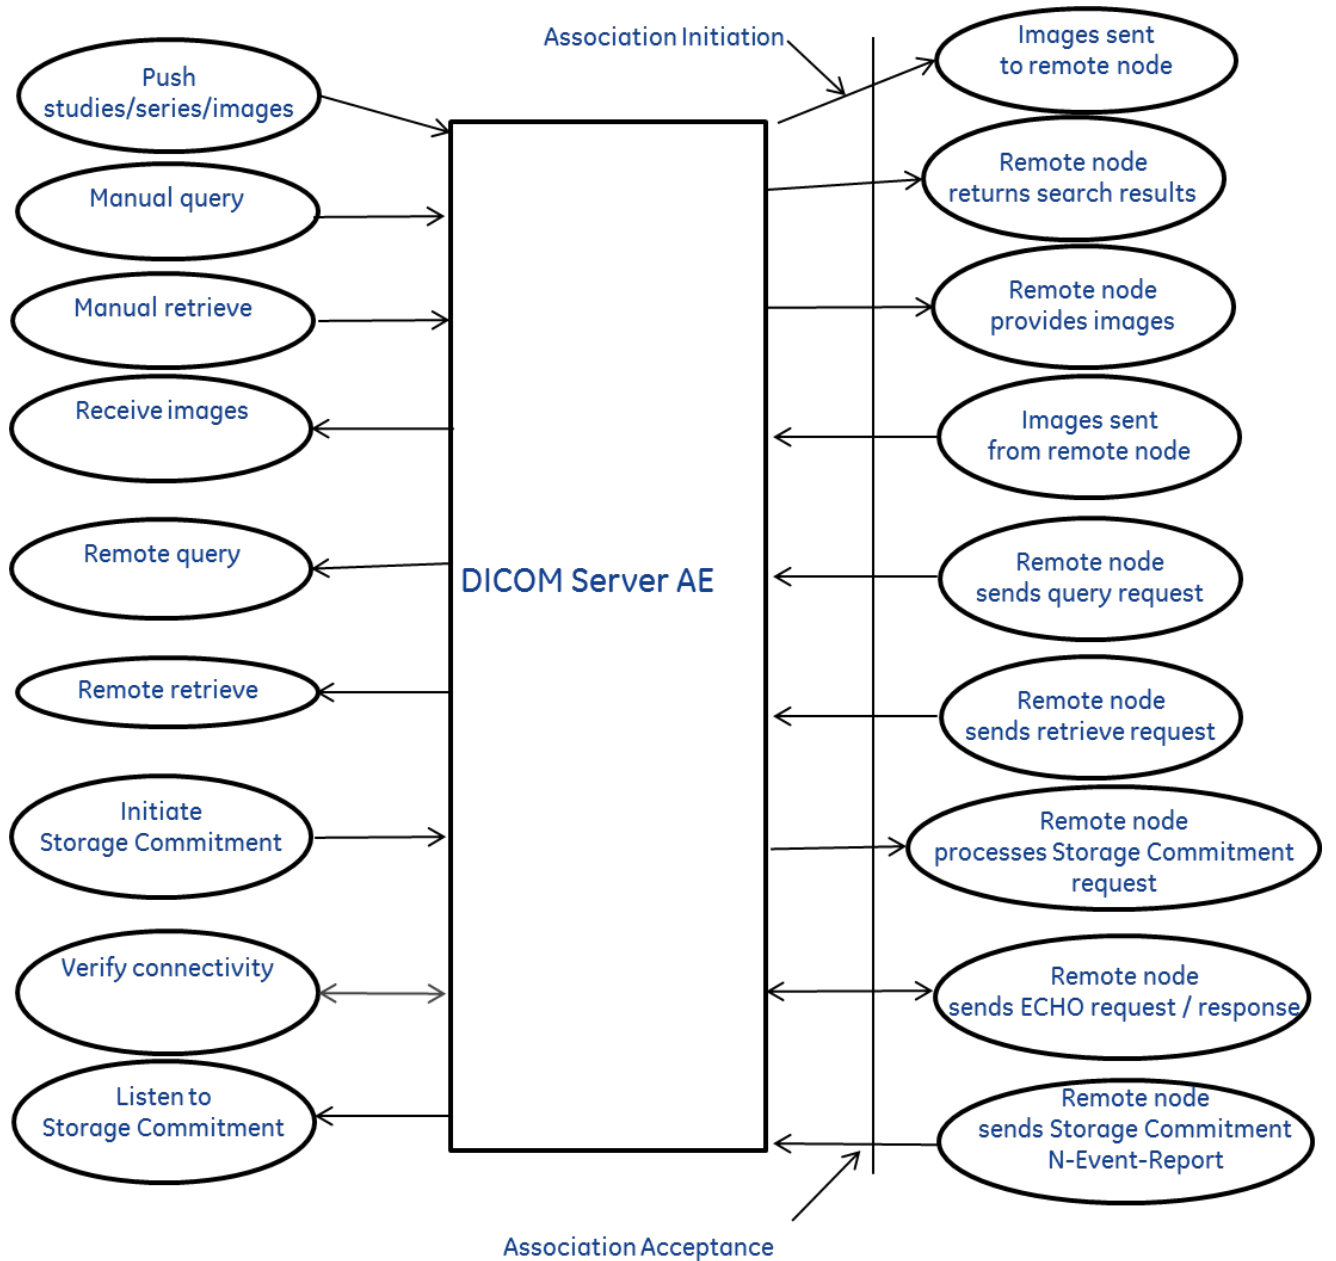 Association Initiation
Push
studies/series/images
Manual query
Manual retrieve
Receive images
Remote query
Remote retrieve
Initiate
Storage Commitment
Verify connectivity
Listen to
Storage Commitment
DICOM Server AE
Images sent
to remote node
Remote node
returns search results
Remote node
provides images
Images sent
from remote node
Remote node
sends query request
Remote node
sends retrieve request
Remote node
processes Storage Commitment
request
Remote node
sends ECHO request / response
Remote node
sends Storage Commitment
N-Event-Report
Association Acceptance